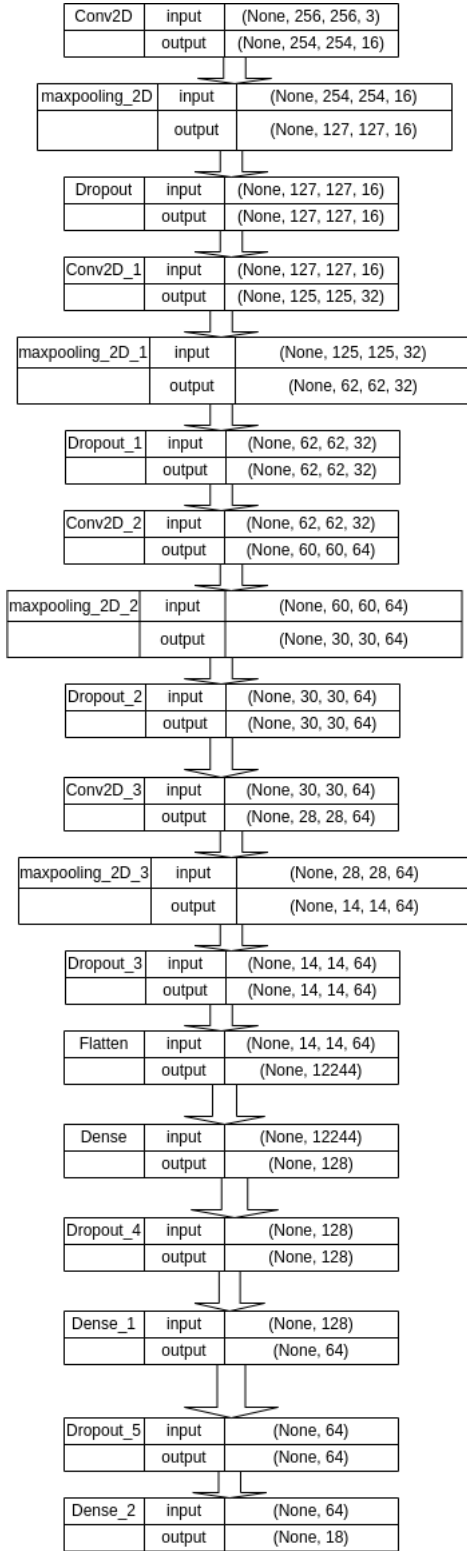 Conv2D input (None, 256, 256, 3)
output (None, 254, 254, 16)
maxpooling_2D input (None, 254, 254, 16)
output (None, 127, 127, 16)
Dropout input (None, 127, 127, 16)
output (None, 127, 127, 16)
Conv2D_1 input (None, 127, 127, 16)
output (None, 125, 125, 32)
maxpooling_2D_1 input (None, 125, 125, 32)
output (None, 62, 62, 32)
Dropout_1 input (None, 62, 62, 32)
output (None, 62, 62, 32)
Conv2D_2 input (None, 62, 62, 32)
output (None, 60, 60, 64)
maxpooling_2D_2 input (None, 60, 60, 64)
output (None, 30, 30, 64)
Dropout_2 input (None, 30, 30, 64)
output (None, 30, 30, 64)
Conv2D_3 input (None, 30, 30, 64)
output (None, 28, 28, 64)
maxpooling_2D_3 input (None, 28, 28, 64)
output (None, 14, 14, 64)
Dropout_3 input (None, 14, 14, 64)
output (None, 14, 14, 64)
Flatten input (None, 14, 14, 64)
output (None, 12244)
Dense input (None, 12244)
output (None, 128)
Dropout_4 input (None, 128)
output (None, 128)
Dense_1 input (None, 128)
output (None, 64)
Dropout_5 input (None, 64)
output (None, 64)
Dense_2 input (None, 64)
output (None, 18)